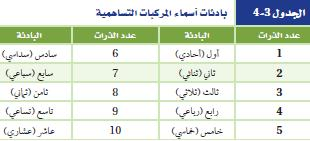 الجدول 3-4 بادئات أسماء المركبات التساهمية
عدد الذرات البادئة عدد الذرات البادئة
1 أول (أحادي) 6 سادس (سداسي)
2 ثاني (ثنائي) 7 سابع (سباعي)
3 ثالث (ثلاثي) 8 ثامن (ثماني)
4 رابع (رباعي) 9 تاسع (تساعي)
5 خامس (خماسي) 10 عاشر (عشاري)